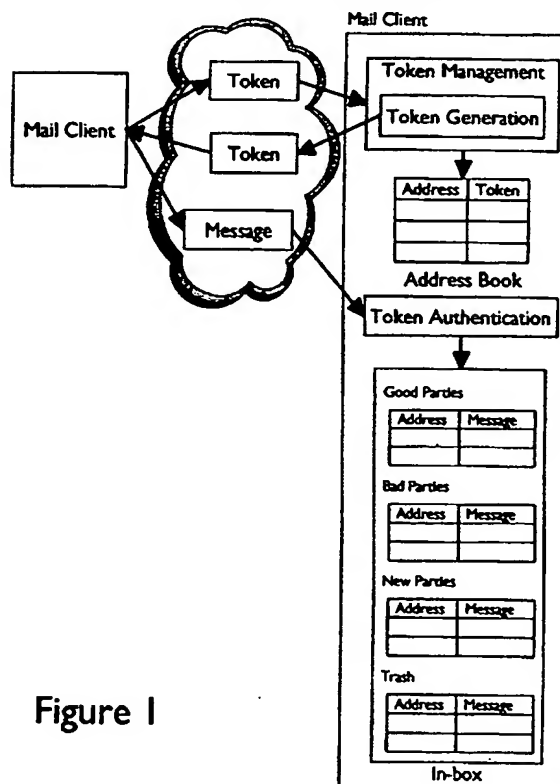 Mail Client
Mail Client
Token
Token
Message
Token Management
Token Generation
Address Token
Address Book
Token Authentication
Good Parties
Address Message
Bad Parties
Address Message
New Parties
Address Message
Trash
Address Message
In-box
Figure 1